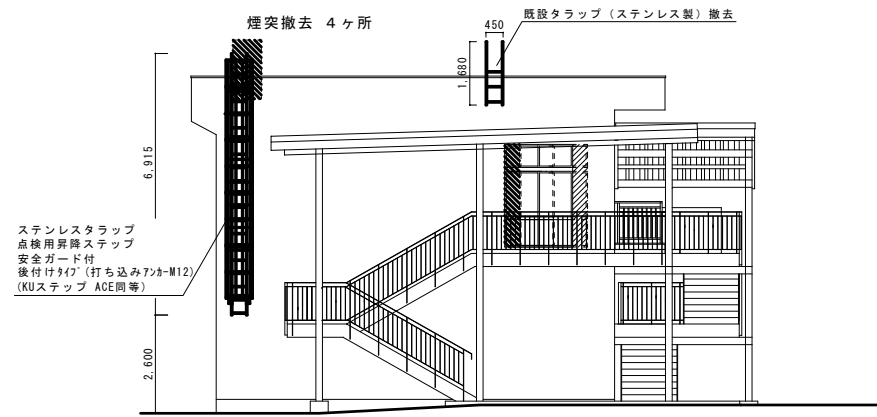 煙突撤去 4ヶ所
450
既設タラップ（ステンレス製）撤去
1,680
6,915
ステンレスタラップ
点検用昇降ステップ
安全ガード付
後付けﾀｲﾌﾟ(打ち込みｱﾝｶｰM12)
(KUステップ ACE同等)
2,600